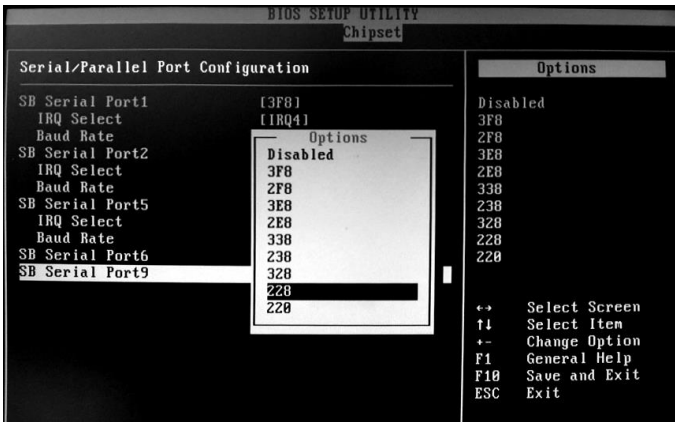 BIOS SETUP UTILITY
Chipset
Serial/Parallel Port Configuration
SB Serial Port1 [3F8]
IRQ Select [IRQ4]
Baud Rate
SB Serial Port2
IRQ Select
Baud Rate
SB Serial Port5
IRQ Select
Baud Rate
SB Serial Port6
SB Serial Port9
Options
Disabled
3F8
2F8
3E8
2E8
338
238
328
228
220
Options
Disabled
3F8
2F8
3E8
2E8
338
238
328
228
220
←→ Select Screen
↑↓ Select Item
+- Change Option
F1 General Help
F10 Save and Exit
ESC Exit